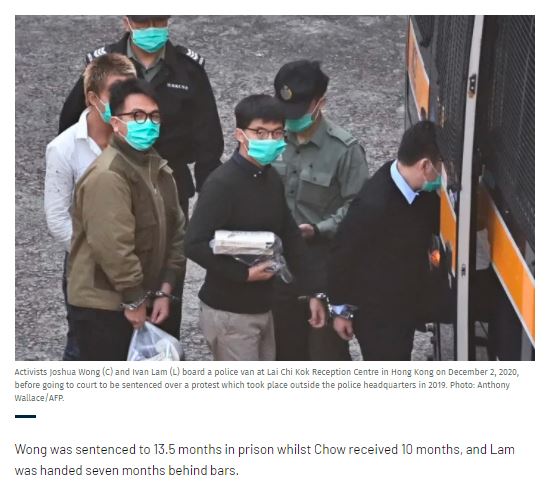 Activists Joshua Wong (C) and Ivan Lam (L) board a police van at Lai Chi Kok Reception Centre in Hong Kong on December 2, 2020,
before going to court to be sentenced over a protest which took place outside the police headquarters in 2019. Photo: Anthony
Wallace/AFP.
Wong was sentenced to 13.5 months in prison whilst Chow received 10 months, and Lam
was handed seven months behind bars.